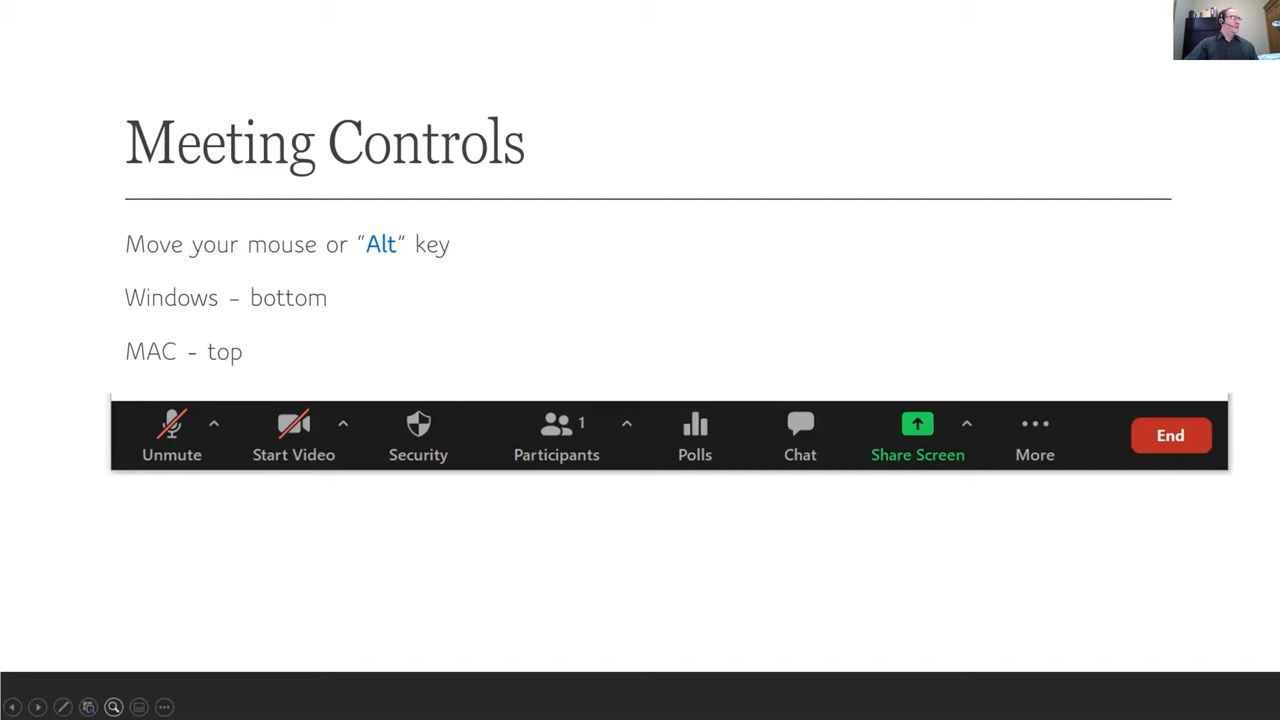 Meeting Controls
Move your mouse or “Alt” key
Windows – bottom
MAC - top
1
Unmute Start Video Security Participants Polls Chat Share Screen More End